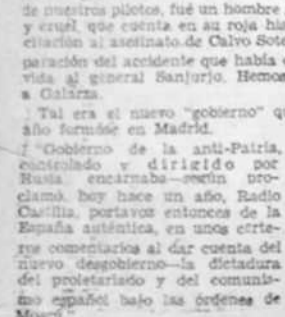 de nuestros pilotos, fué un hombre
y cruel, que cuenta en su roja his
citación al asesinato de Calvo Sote
paración del accidente que había
vida al general Sanjurjo. Hemos
a Galarza.
Tal era el nuevo "gobierno" qu
año formóse en Madrid.
"Gobierno de la anti-Patria,
controlado y dirigido por
Rusia encarnaba—según pro-
clamó, hoy hace un año, Radio
Castilla, portavoz entonces de la
España auténtica, en unos certe-
ros comentarios al dar cuenta del
nuevo desgobierno—la dictadura
del proletariado y del comunis-
mo español bajo las órdenes de
Moscú."